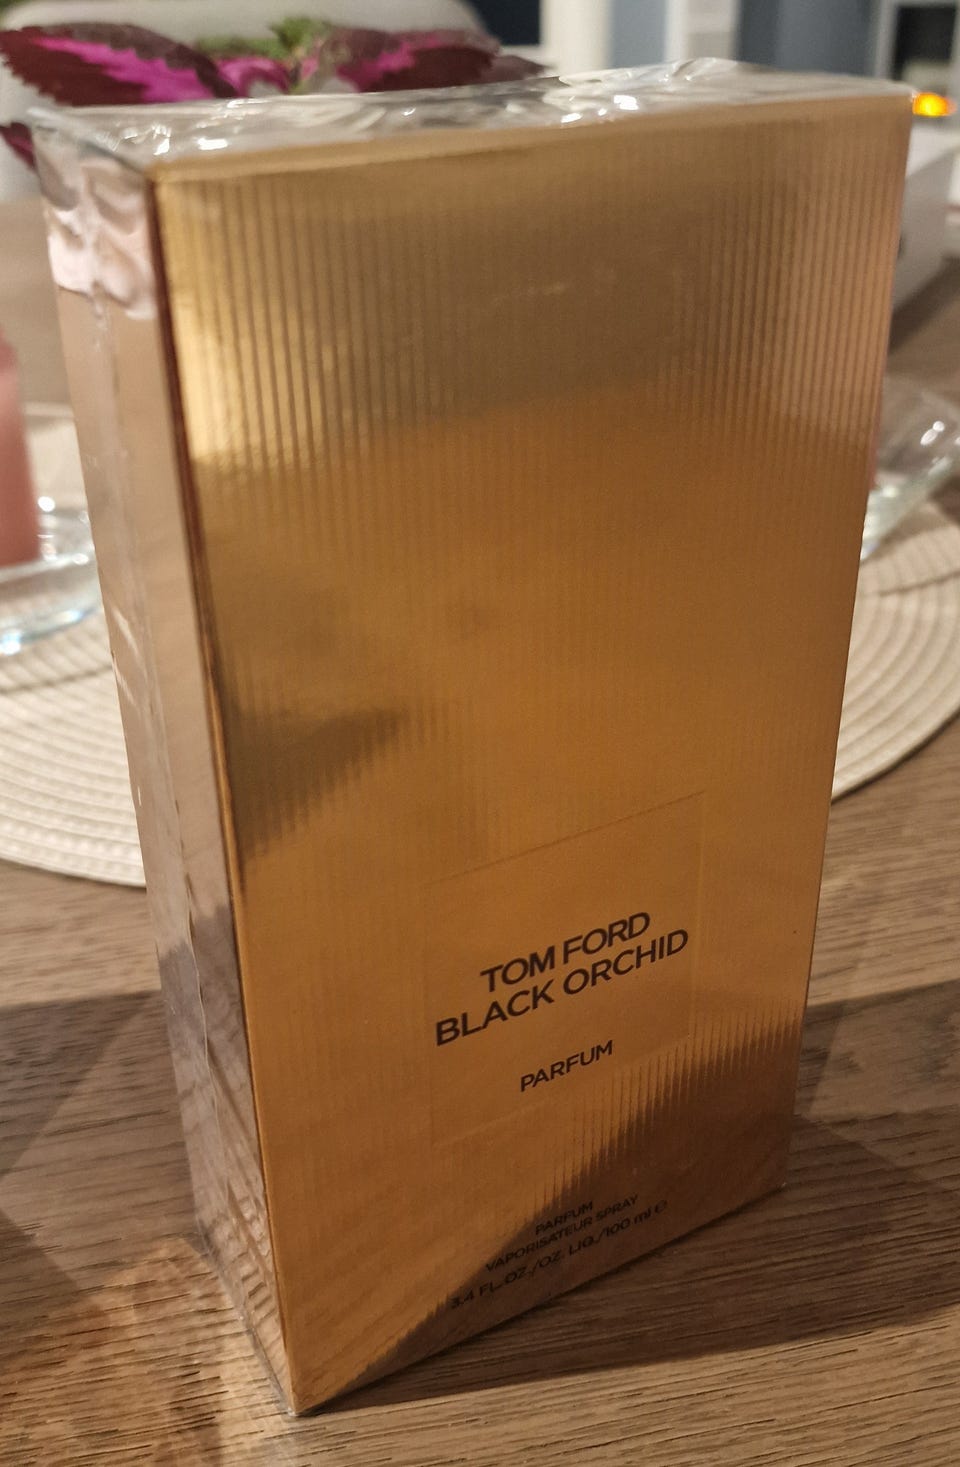 TOM FORD
BLACK ORCHID
PARFUM
PARFUM
VAPORISATEUR SPRAY
3.4 FL.OZ./OZ. LIQ./100 ml ℮